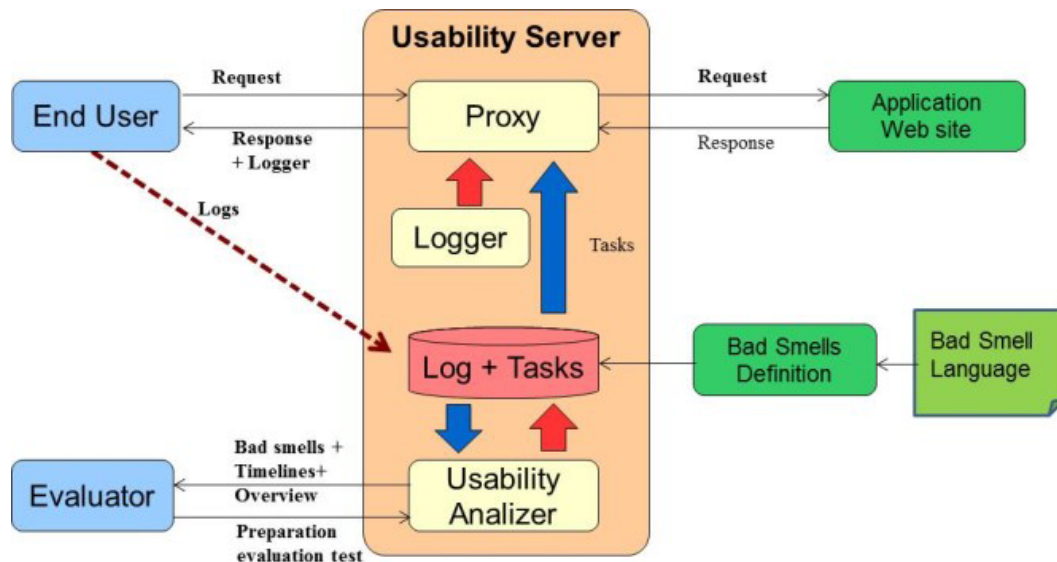 Usability Server
Request
Request
End User
Proxy
Application
Web site
Response
+ Logger
Response
Logs
Logger
Tasks
Log + Tasks
Bad Smells
Definition
Bad Smell
Language
Bad smells +
Timelines+
Overview
Evaluator
Usability
Analizer
Preparation
evaluation test